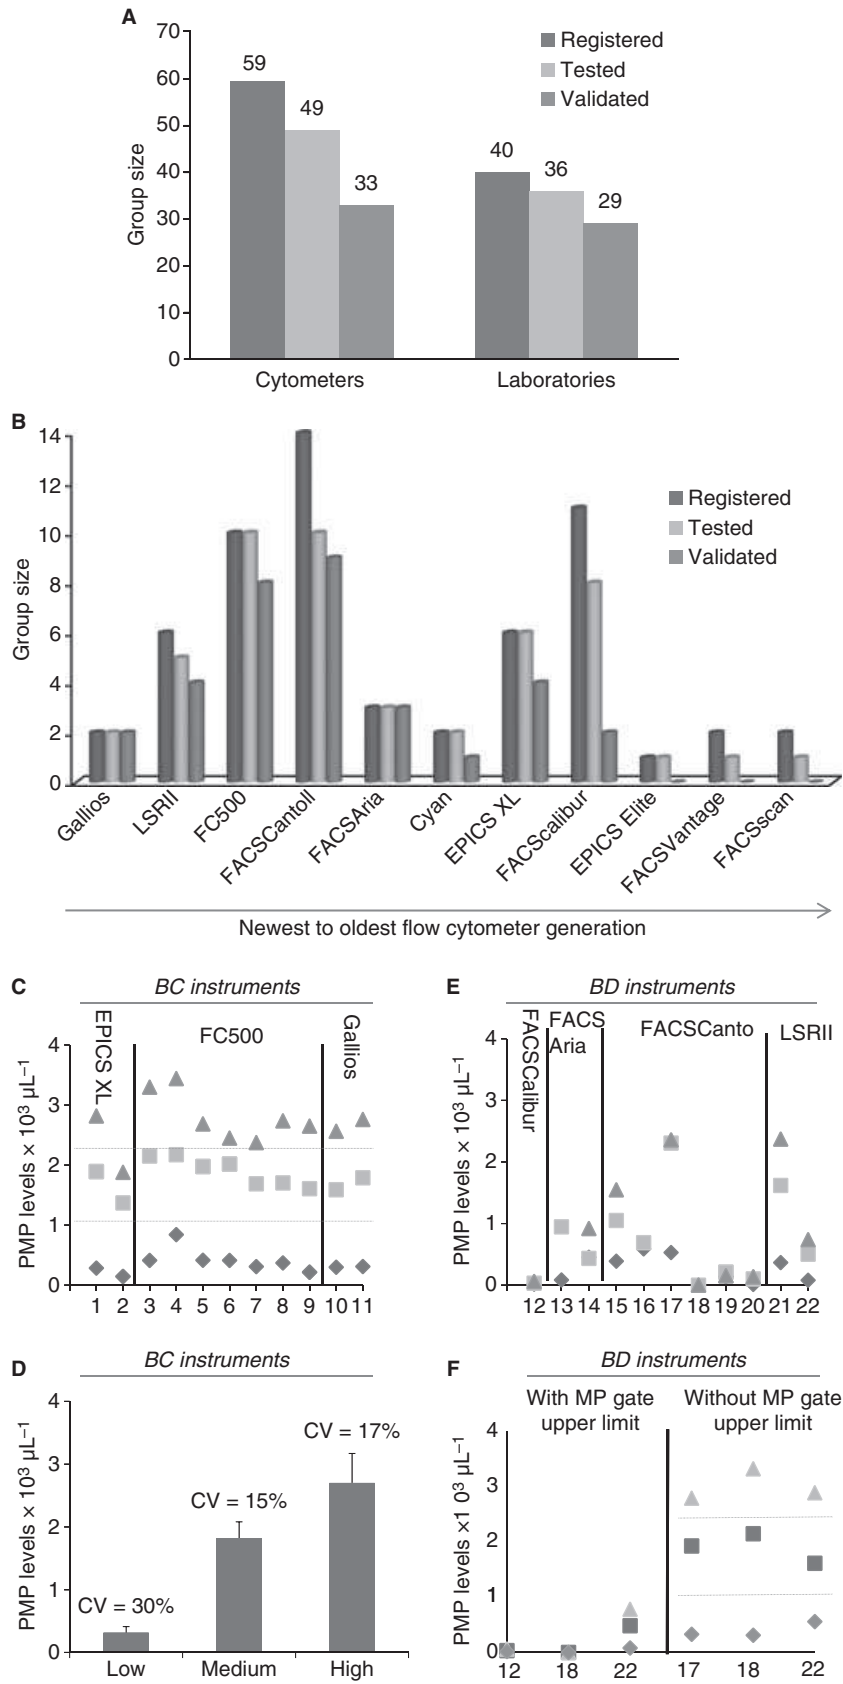 A
70
60
50
40
30
20
10
0
Group size
59
49
33
40
36
29
Registered
Tested
Validated
Cytometers
Laboratories
B
14
12
10
8
6
4
2
0
Group size
Registered
Tested
Validated
Gallios
LSRII
FC500
FACSCantoII
FACSAria
Cyan
EPICS XL
FACScalibur
EPICS Elite
FACSVantage
FACSscan
Newest to oldest flow cytometer generation
C
BC instruments
EPICS XL
FC500
Gallios
PMP levels × 10³ µL⁻¹
4
3
2
1
0
1 2 3 4 5 6 7 8 9 10 11
E
BD instruments
FACSCalibur
FACS
Aria
FACSCanto
LSRII
PMP levels × 10³ µL⁻¹
4
3
2
1
0
12 13 14 15 16 17 18 19 20 21 22
D
BC instruments
PMP levels × 10³ µL⁻¹
4
3
2
1
0
CV = 30%
CV = 15%
CV = 17%
Low Medium High
F
BD instruments
With MP gate
upper limit
Without MP gate
upper limit
PMP levels ×1 0³ µL⁻¹
4
3
2
1
0
12 18 22 17 18 22